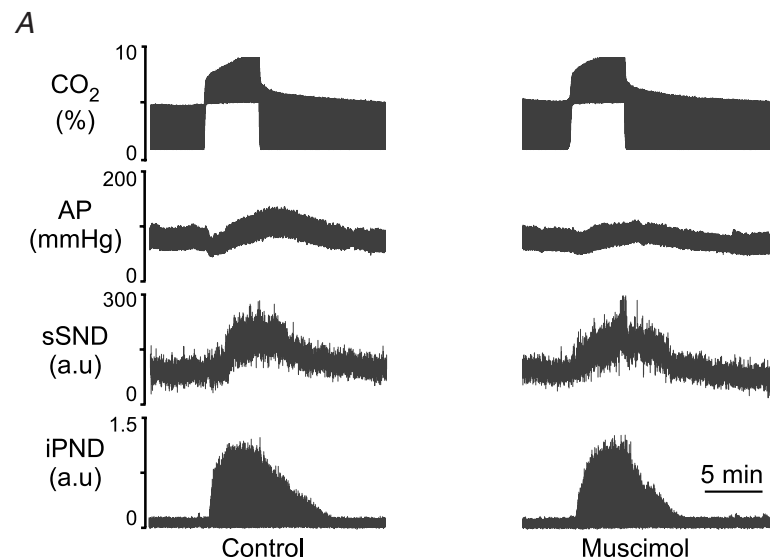 A
10
CO₂
(%)
0
200
AP
(mmHg)
0
300
sSND
(a.u)
0
1.5
iPND
(a.u)
0
5 min
Control
Muscimol